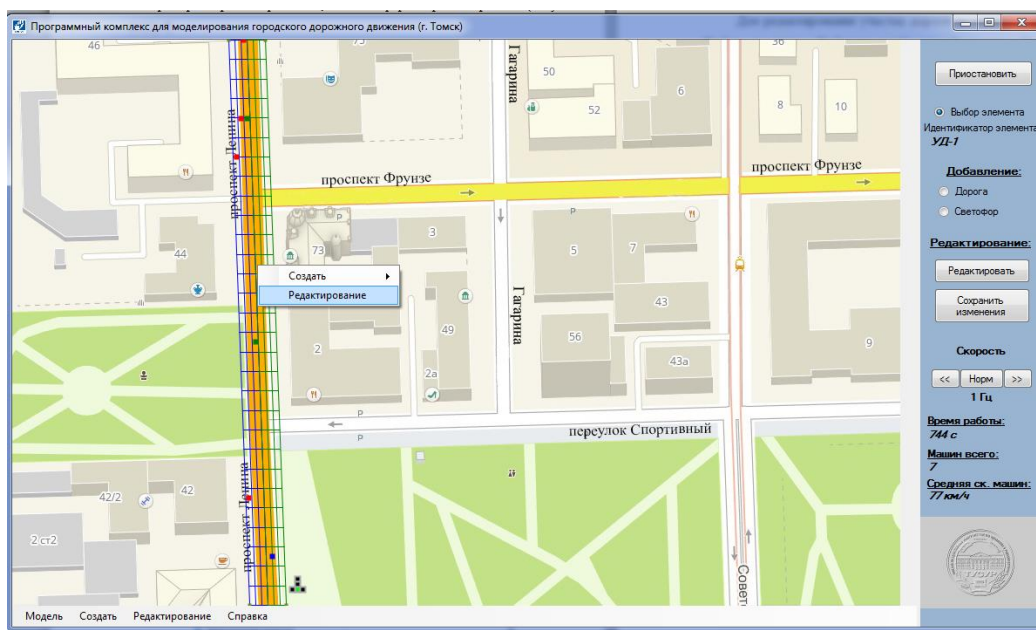 Программный комплекс для моделирования городского дорожного движения (г. Томск)
46
73
50
52
6
36
8
10
Гагарина
проспект Ленина
проспект Фрунзе
проспект Фрунзе
P
P
44
73
3
5
7
43
Создать
Редактирование
49
2
2а
Гагарина
56
43а
9
P
P
переулок Спортивный
42/2
42
2 ст2
проспект Ленина
Совето
Модель Создать Редактирование Справка
Приостановить
Выбор элемента
Идентификатор элемента
УД-1
Добавление:
Дорога
Светофор
Редактирование:
Редактировать
Сохранить
изменения
Скорость
<< Норм >>
1 Гц
Время работы:
744 с
Машин всего:
7
Средняя ск. машин:
77 км/ч
ТУСУР